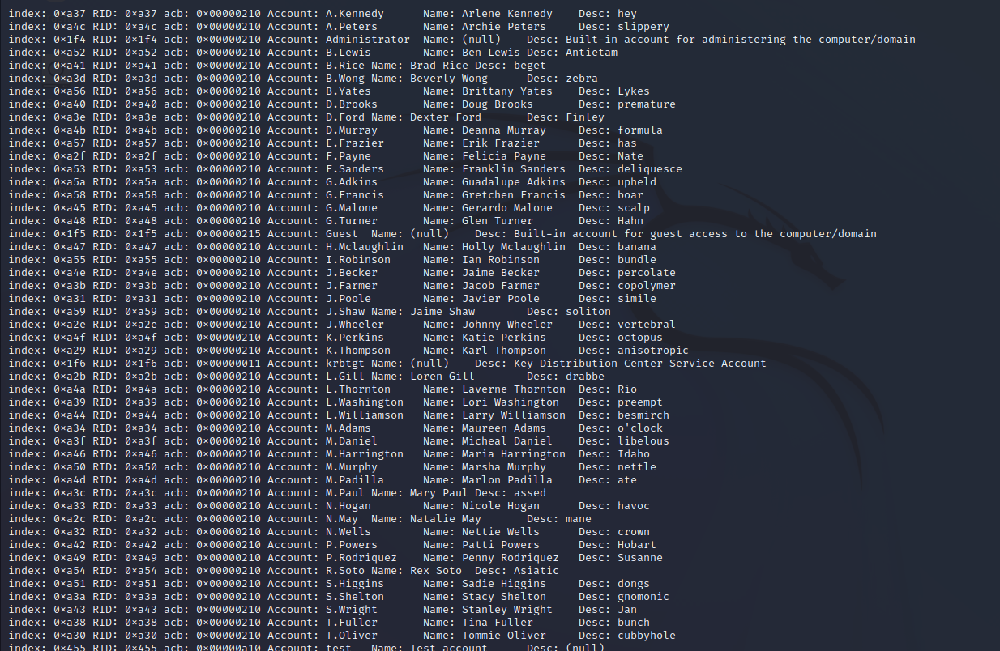 index: 0xa37 RID: 0xa37 acb: 0x00000210 Account: A.Kennedy Name: Arlene Kennedy Desc: hey
index: 0xa4c RID: 0xa4c acb: 0x00000210 Account: A.Peters Name: Archie Peters Desc: slippery
index: 0x1f4 RID: 0x1f4 acb: 0x00000210 Account: Administrator Name: (null) Desc: Built-in account for administering the computer/domain
index: 0xa52 RID: 0xa52 acb: 0x00000210 Account: B.Lewis Name: Ben Lewis Desc: Antietam
index: 0xa41 RID: 0xa41 acb: 0x00000210 Account: B.Rice Name: Brad Rice Desc: beget
index: 0xa3d RID: 0xa3d acb: 0x00000210 Account: B.Wong Name: Beverly Wong Desc: zebra
index: 0xa56 RID: 0xa56 acb: 0x00000210 Account: B.Yates Name: Brittany Yates Desc: Lykes
index: 0xa40 RID: 0xa40 acb: 0x00000210 Account: D.Brooks Name: Doug Brooks Desc: premature
index: 0xa3e RID: 0xa3e acb: 0x00000210 Account: D.Ford Name: Dexter Ford Desc: Finley
index: 0xa4b RID: 0xa4b acb: 0x00000210 Account: D.Murray Name: Deanna Murray Desc: formula
index: 0xa57 RID: 0xa57 acb: 0x00000210 Account: E.Frazier Name: Erik Frazier Desc: has
index: 0xa2f RID: 0xa2f acb: 0x00000210 Account: F.Payne Name: Felicia Payne Desc: Nate
index: 0xa53 RID: 0xa53 acb: 0x00000210 Account: F.Sanders Name: Franklin Sanders Desc: deliquesce
index: 0xa5a RID: 0xa5a acb: 0x00000210 Account: G.Adkins Name: Guadalupe Adkins Desc: upheld
index: 0xa58 RID: 0xa58 acb: 0x00000210 Account: G.Francis Name: Gretchen Francis Desc: boar
index: 0xa45 RID: 0xa45 acb: 0x00000210 Account: G.Malone Name: Gerardo Malone Desc: scalp
index: 0xa48 RID: 0xa48 acb: 0x00000210 Account: G.Turner Name: Glen Turner Desc: Hahn
index: 0x1f5 RID: 0x1f5 acb: 0x00000215 Account: Guest Name: (null) Desc: Built-in account for guest access to the computer/domain
index: 0xa47 RID: 0xa47 acb: 0x00000210 Account: H.Mclaughlin Name: Holly Mclaughlin Desc: banana
index: 0xa55 RID: 0xa55 acb: 0x00000210 Account: I.Robinson Name: Ian Robinson Desc: bundle
index: 0xa4e RID: 0xa4e acb: 0x00000210 Account: J.Becker Name: Jaime Becker Desc: percolate
index: 0xa3b RID: 0xa3b acb: 0x00000210 Account: J.Farmer Name: Jacob Farmer Desc: copolymer
index: 0xa31 RID: 0xa31 acb: 0x00000210 Account: J.Poole Name: Javier Poole Desc: simile
index: 0xa59 RID: 0xa59 acb: 0x00000210 Account: J.Shaw Name: Jaime Shaw Desc: soliton
index: 0xa2e RID: 0xa2e acb: 0x00000210 Account: J.Wheeler Name: Johnny Wheeler Desc: vertebral
index: 0xa4f RID: 0xa4f acb: 0x00000210 Account: K.Perkins Name: Katie Perkins Desc: octopus
index: 0xa29 RID: 0xa29 acb: 0x00000210 Account: K.Thompson Name: Karl Thompson Desc: anisotropic
index: 0x1f6 RID: 0x1f6 acb: 0x00000011 Account: krbtgt Name: (null) Desc: Key Distribution Center Service Account
index: 0xa2b RID: 0xa2b acb: 0x00000210 Account: L.Gill Name: Loren Gill Desc: drabbe
index: 0xa4a RID: 0xa4a acb: 0x00000210 Account: L.Thornton Name: Laverne Thornton Desc: Rio
index: 0xa39 RID: 0xa39 acb: 0x00000210 Account: L.Washington Name: Lori Washington Desc: preempt
index: 0xa44 RID: 0xa44 acb: 0x00000210 Account: L.Williamson Name: Larry Williamson Desc: besmirch
index: 0xa34 RID: 0xa34 acb: 0x00000210 Account: M.Adams Name: Maureen Adams Desc: o'clock
index: 0xa3f RID: 0xa3f acb: 0x00000210 Account: M.Daniel Name: Micheal Daniel Desc: libelous
index: 0xa46 RID: 0xa46 acb: 0x00000210 Account: M.Harrington Name: Maria Harrington Desc: Idaho
index: 0xa50 RID: 0xa50 acb: 0x00000210 Account: M.Murphy Name: Marsha Murphy Desc: nettle
index: 0xa4d RID: 0xa4d acb: 0x00000210 Account: M.Padilla Name: Marlon Padilla Desc: ate
index: 0xa3c RID: 0xa3c acb: 0x00000210 Account: M.Paul Name: Mary Paul Desc: assed
index: 0xa33 RID: 0xa33 acb: 0x00000210 Account: N.Hogan Name: Nicole Hogan Desc: havoc
index: 0xa2c RID: 0xa2c acb: 0x00000210 Account: N.May Name: Natalie May Desc: mane
index: 0xa32 RID: 0xa32 acb: 0x00000210 Account: N.Wells Name: Nettie Wells Desc: crown
index: 0xa42 RID: 0xa42 acb: 0x00000210 Account: P.Powers Name: Patti Powers Desc: Hobart
index: 0xa49 RID: 0xa49 acb: 0x00000210 Account: P.Rodriquez Name: Penny Rodriquez Desc: Susanne
index: 0xa54 RID: 0xa54 acb: 0x00000210 Account: R.Soto Name: Rex Soto Desc: Asiatic
index: 0xa51 RID: 0xa51 acb: 0x00000210 Account: S.Higgins Name: Sadie Higgins Desc: dongs
index: 0xa3a RID: 0xa3a acb: 0x00000210 Account: S.Shelton Name: Stacy Shelton Desc: gnomonic
index: 0xa43 RID: 0xa43 acb: 0x00000210 Account: S.Wright Name: Stanley Wright Desc: Jan
index: 0xa38 RID: 0xa38 acb: 0x00000210 Account: T.Fuller Name: Tina Fuller Desc: bunch
index: 0xa30 RID: 0xa30 acb: 0x00000210 Account: T.Oliver Name: Tommie Oliver Desc: cubbyhole
index: 0x455 RID: 0x455 acb: 0x00000a10 Account: test Name: Test account Desc: (null)